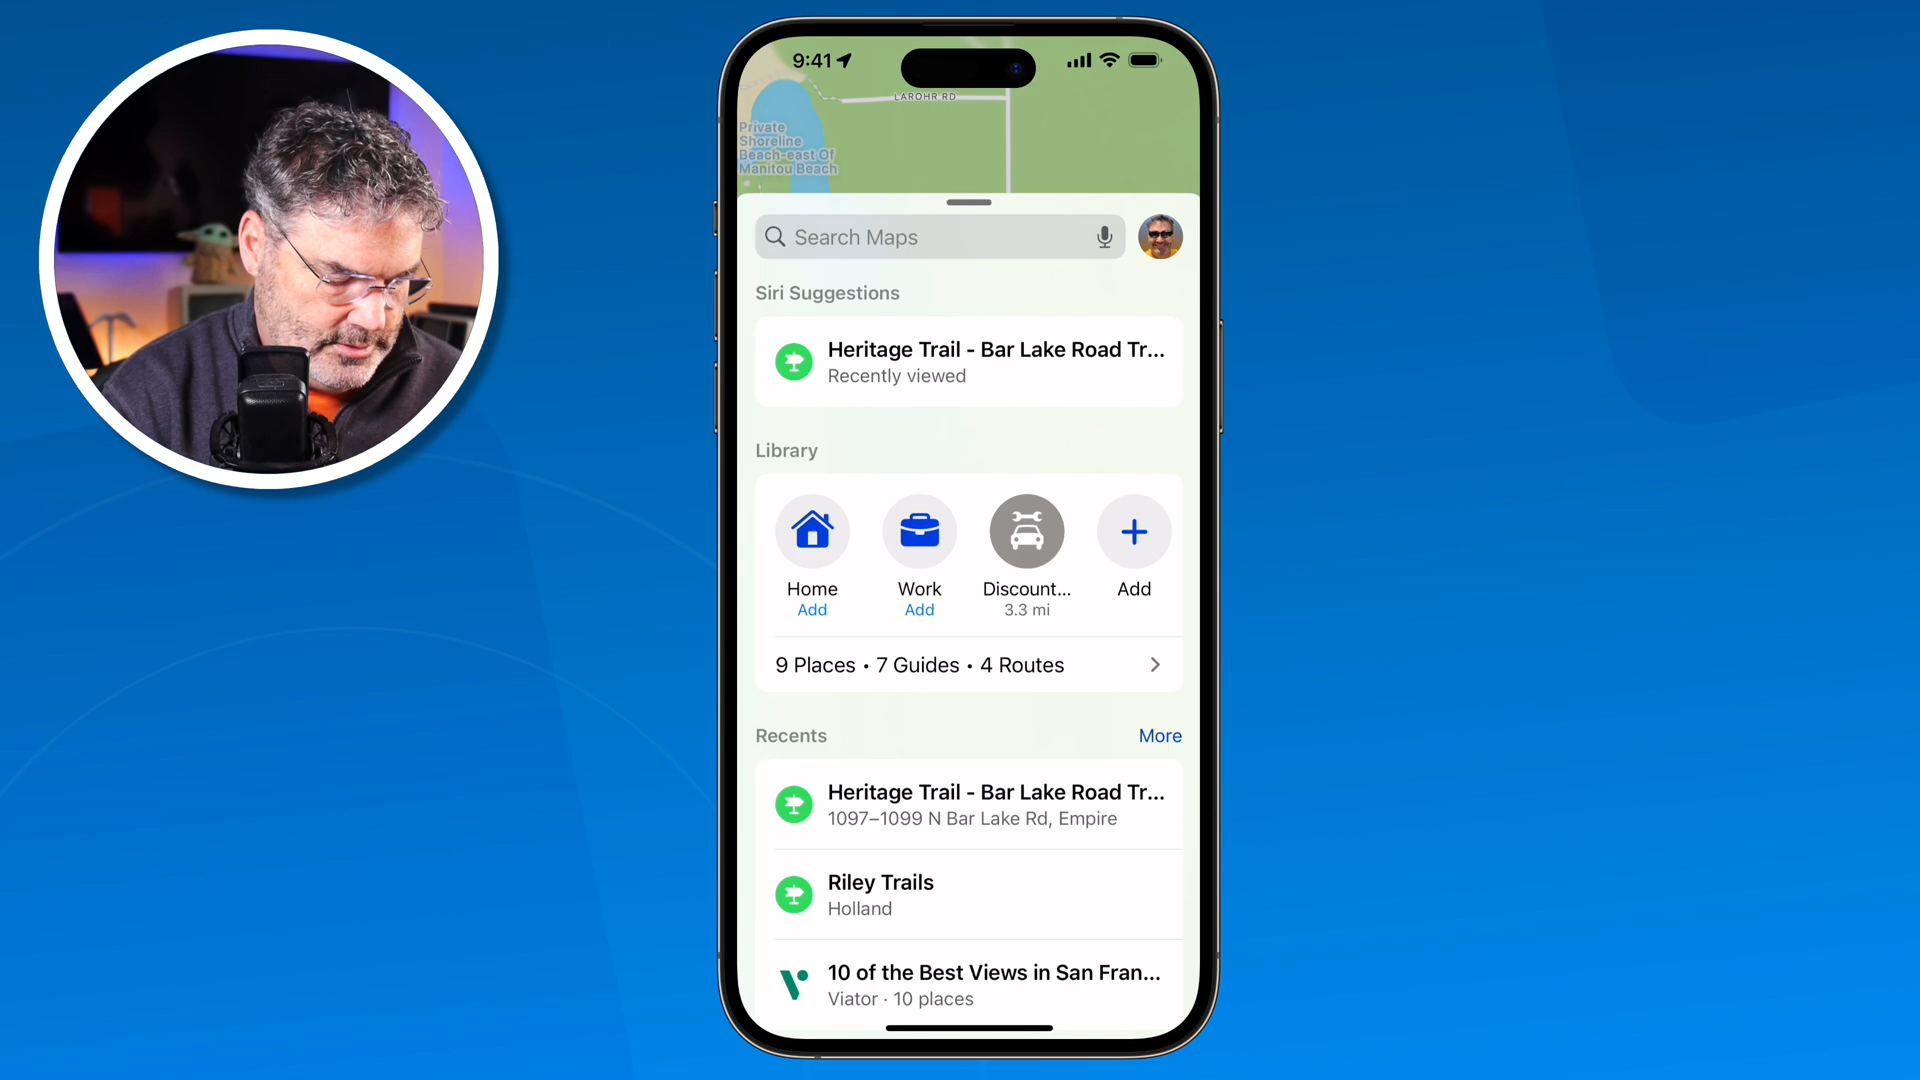 9:41
LAROHR RD
Private
Shoreline
Beach-east Of
Manitou Beach
Search Maps
Siri Suggestions
Heritage Trail - Bar Lake Road Tr...
Recently viewed
Library
Home
Add
Work
Add
Discount...
3.3 mi
Add
9 Places • 7 Guides • 4 Routes
Recents
More
Heritage Trail - Bar Lake Road Tr...
1097–1099 N Bar Lake Rd, Empire
Riley Trails
Holland
10 of the Best Views in San Fran...
Viator · 10 places